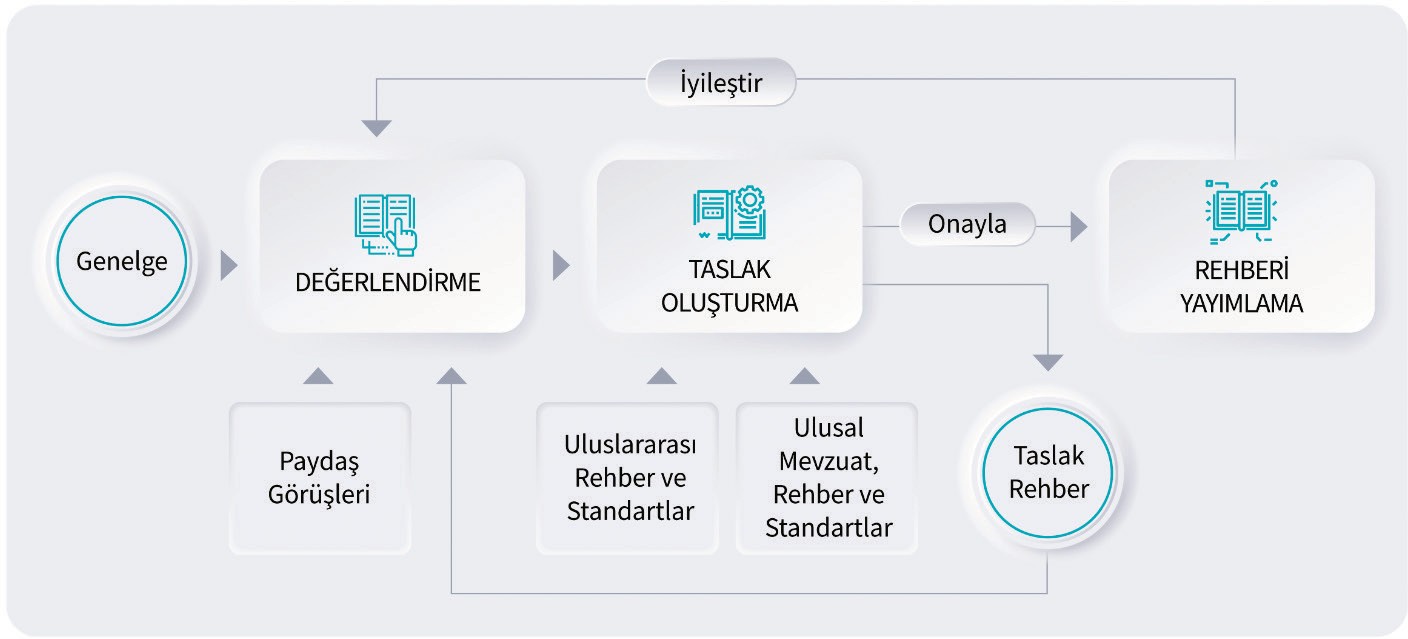 İyileştir
Genelge
DEĞERLENDİRME
TASLAK
OLUŞTURMA
Onayla
REHBERİ
YAYIMLAMA
Paydaş
Görüşleri
Uluslararası
Rehber ve
Standartlar
Ulusal
Mevzuat,
Rehber ve
Standartlar
Taslak
Rehber